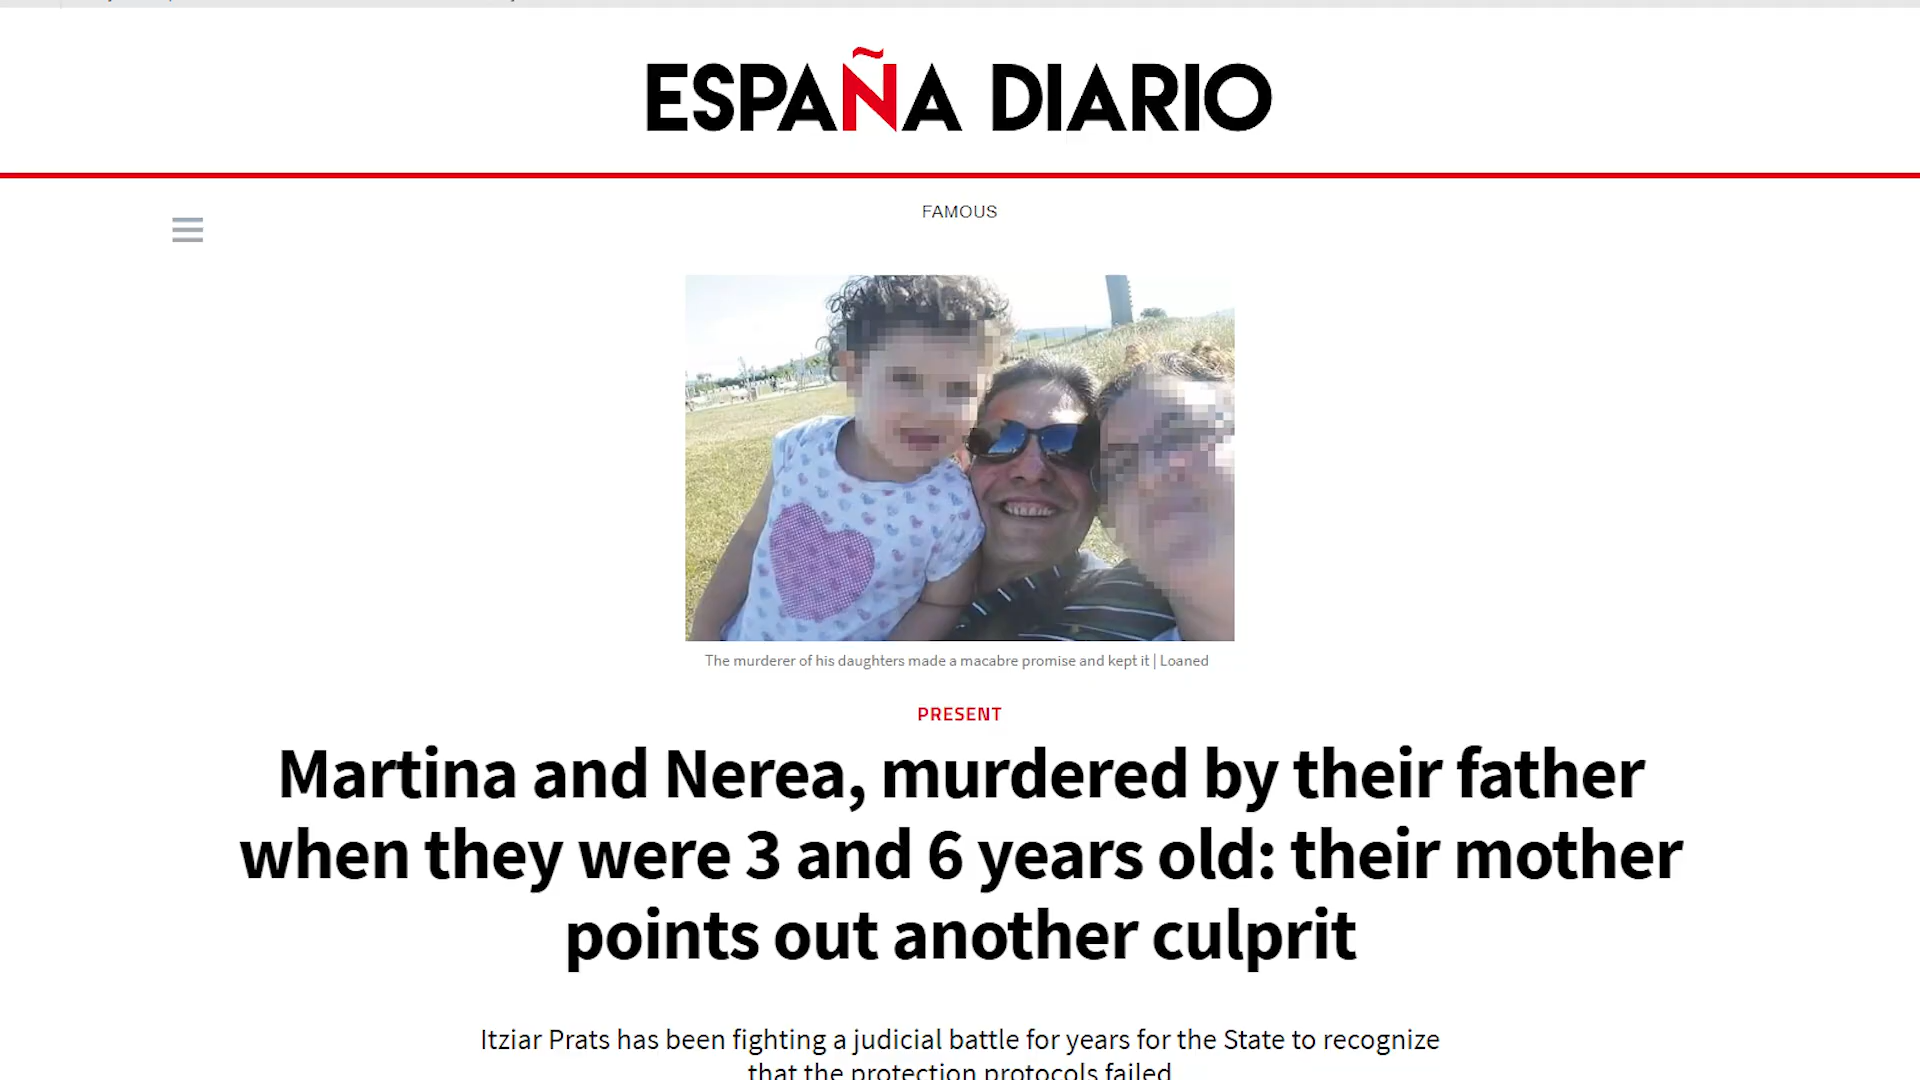 ESPAÑA DIARIO
FAMOUS
The murderer of his daughters made a macabre promise and kept it | Loaned
PRESENT
Martina and Nerea, murdered by their father
when they were 3 and 6 years old: their mother
points out another culprit
Itziar Prats has been fighting a judicial battle for years for the State to recognize
that the protection protocols failed